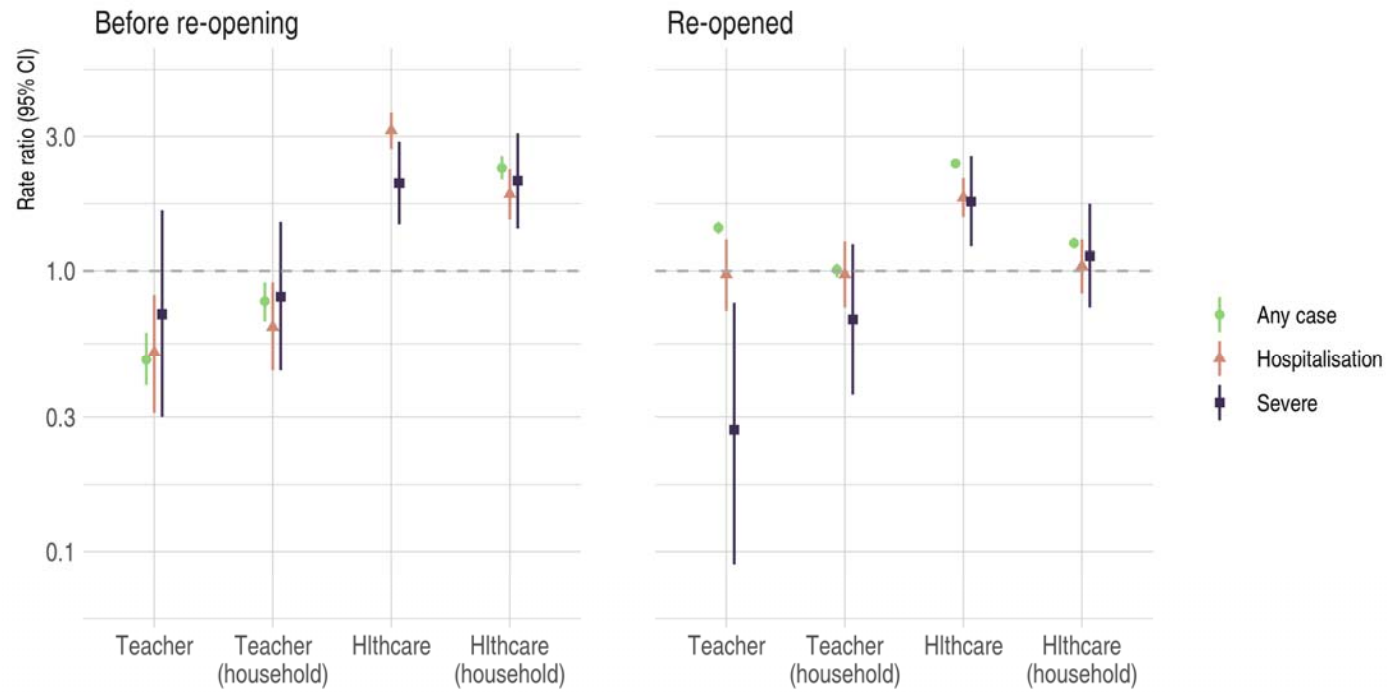 Before re-opening
Re-opened
Rate ratio (95% CI)
3.0
1.0
0.3
0.1
Teacher
Teacher
(household)
Hlthcare
Hlthcare
(household)
Teacher
Teacher
(household)
Hlthcare
Hlthcare
(household)
Any case
Hospitalisation
Severe